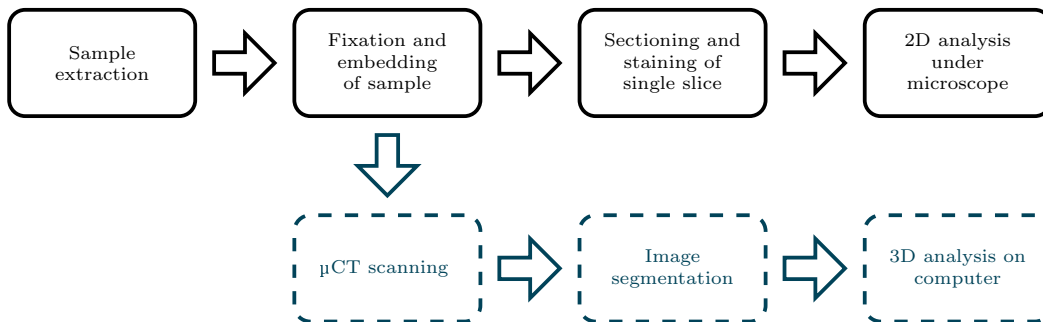 Sample
extraction
Fixation and
embedding
of sample
Sectioning and
staining of
single slice
2D analysis
under
microscope
µCT scanning
Image
segmentation
3D analysis on
computer